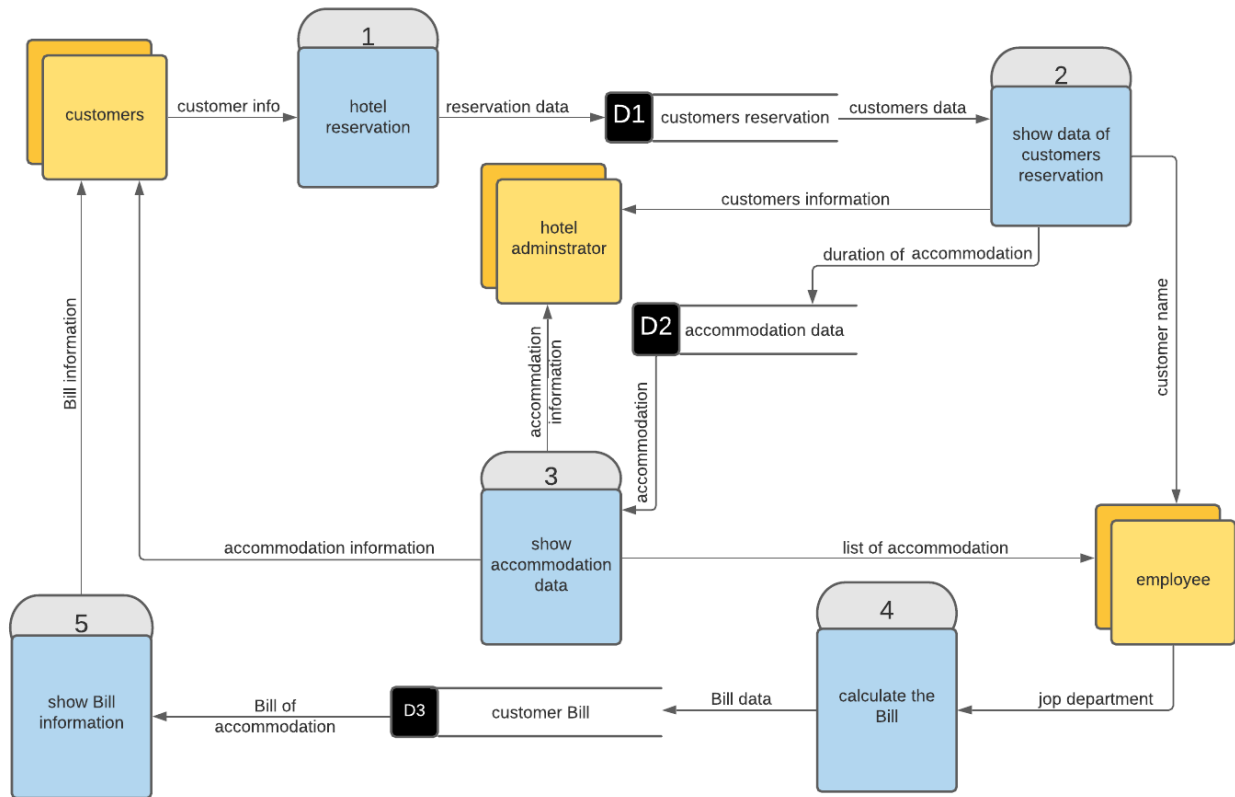 1
customers
customer info
hotel
reservation
reservation data
D1
customers reservation
customers data
2
show data of
customers
reservation
customers information
hotel
adminstrator
duration of accommodation
D2
accommodation data
customer name
Bill information
accommdation
information
accommodation
3
show
accommodation
data
accommodation information
list of accommodation
employee
4
calculate the
Bill
jop department
Bill data
D3
customer Bill
Bill of
accommodation
5
show Bill
information